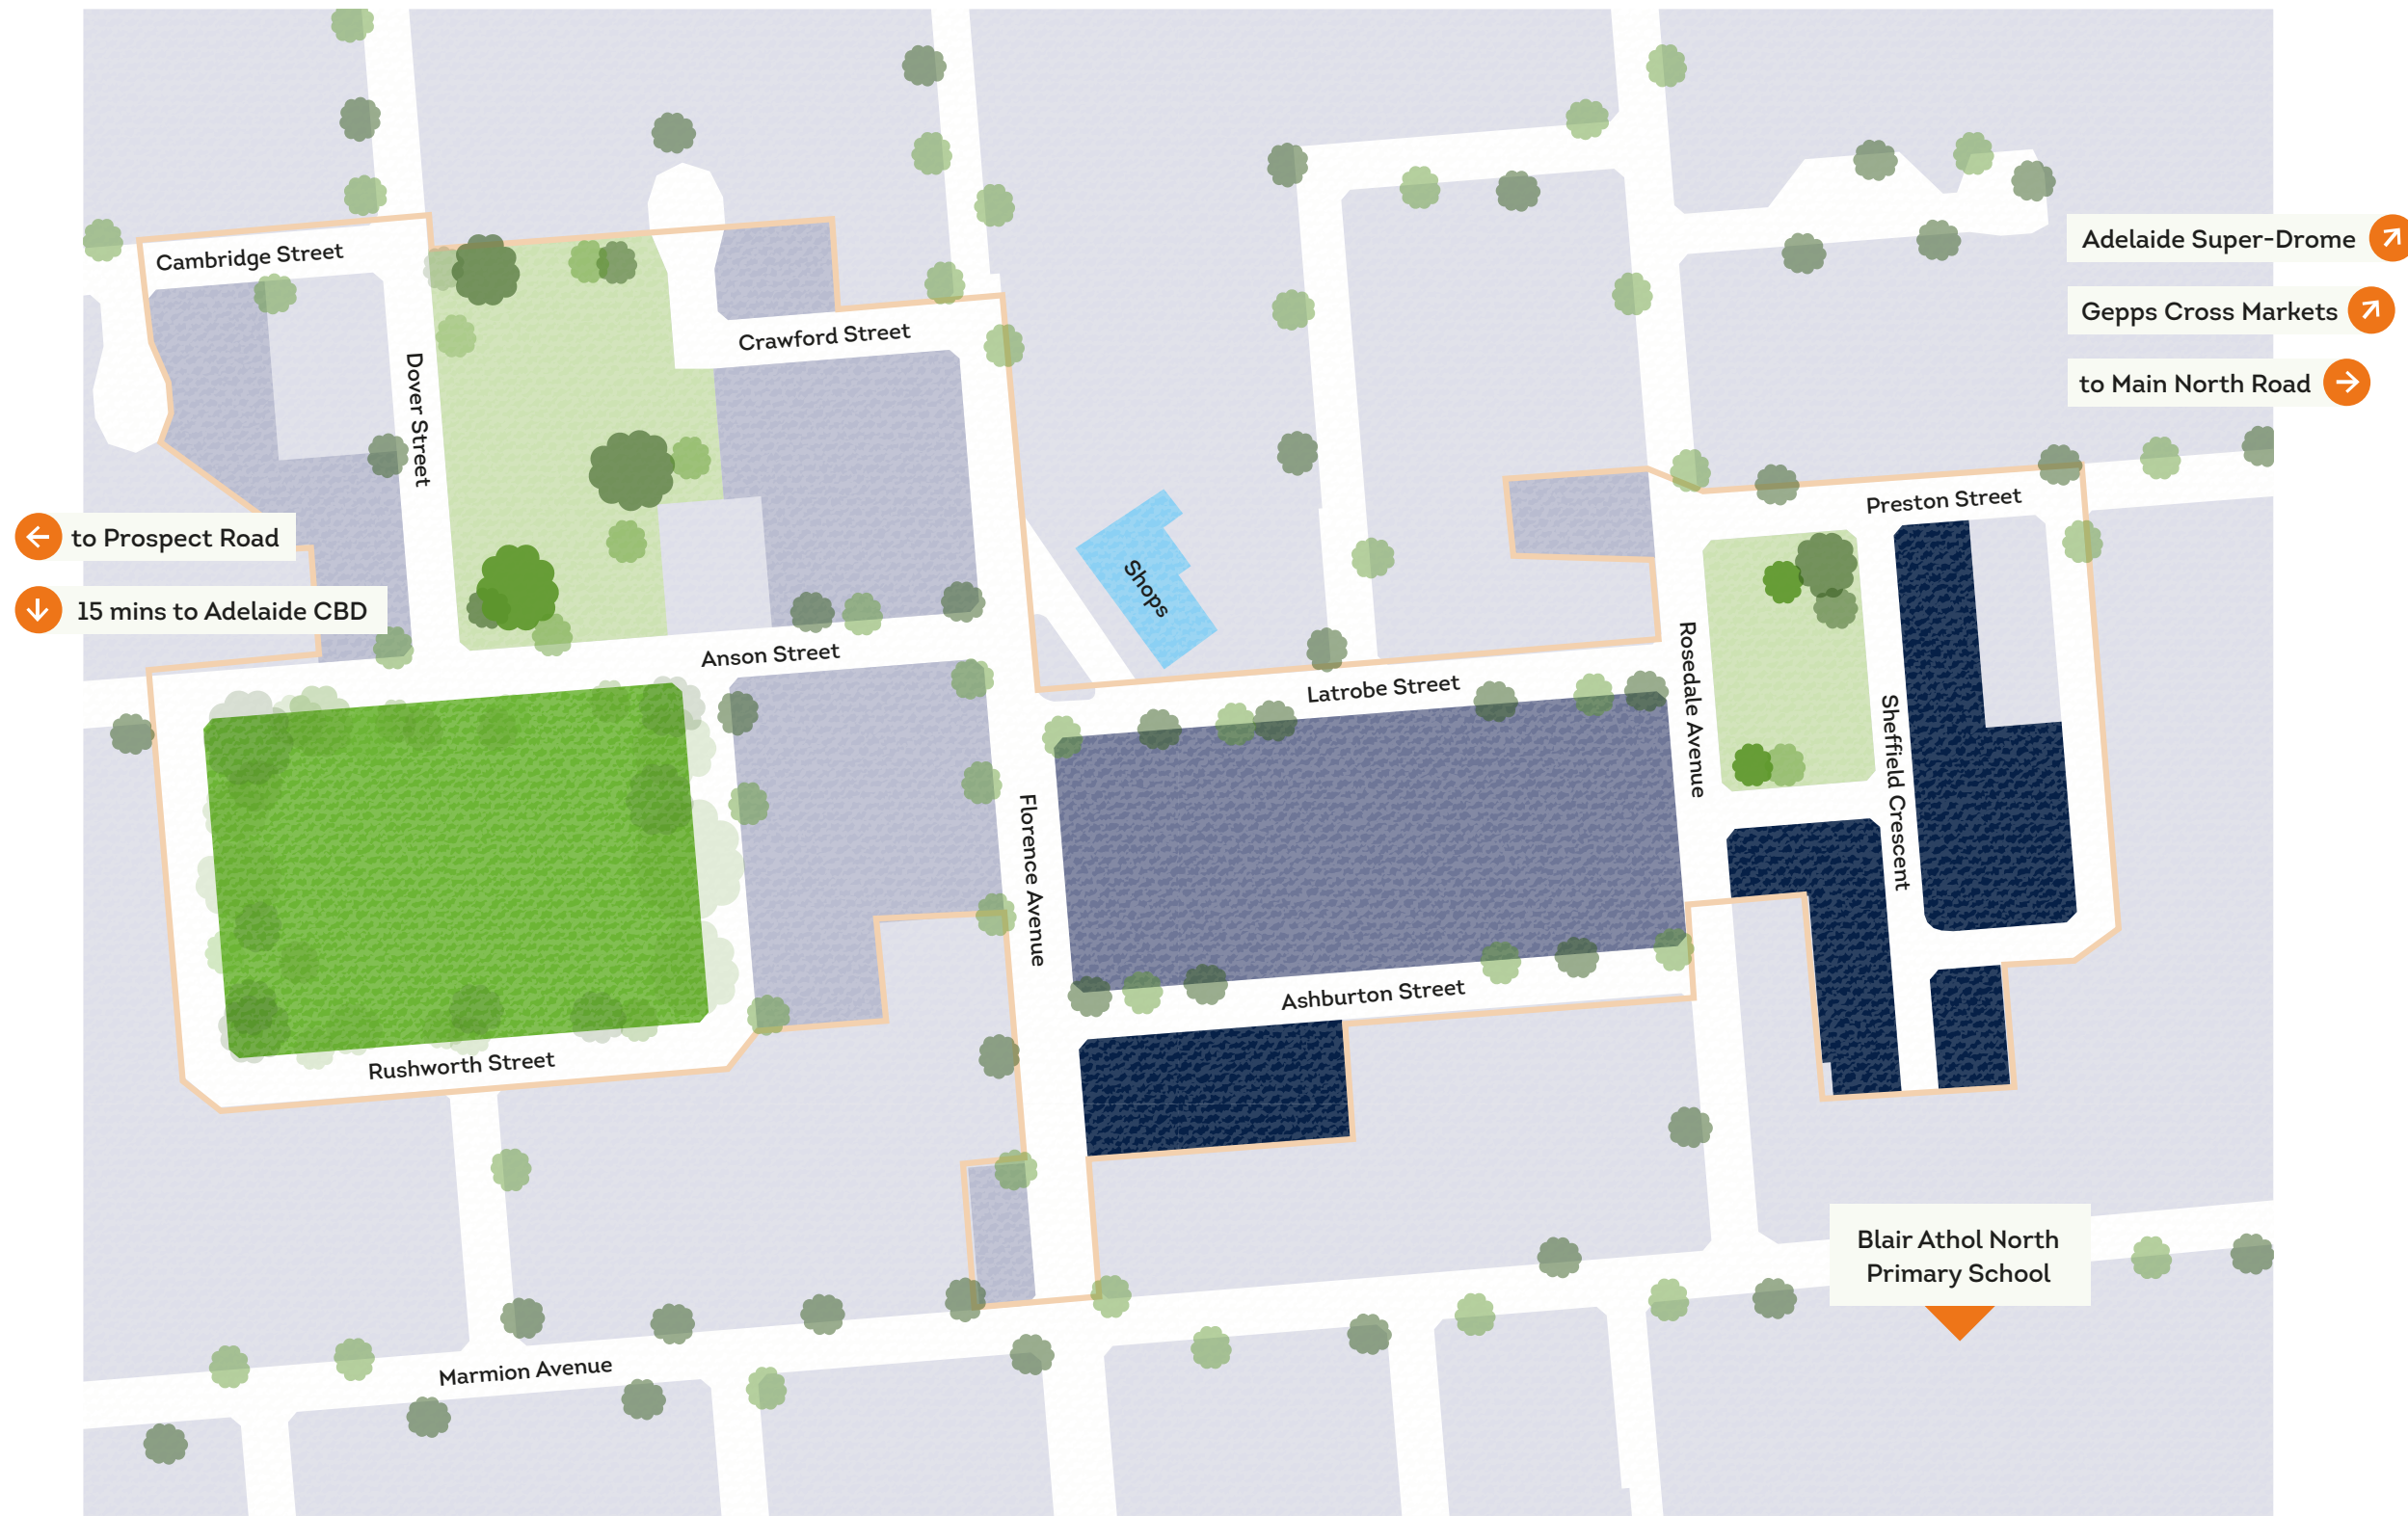 Cambridge Street
Adelaide Super-Drome
Gepps Cross Markets
to Main North Road
Crawford Street
Dover Street
Preston Street
to Prospect Road
15 mins to Adelaide CBD
Shops
Anson Street
Latrobe Street
Rosedale Avenue
Sheffield Crescent
Florence Avenue
Ashburton Street
Rushworth Street
Blair Athol North
Primary School
Marmion Avenue